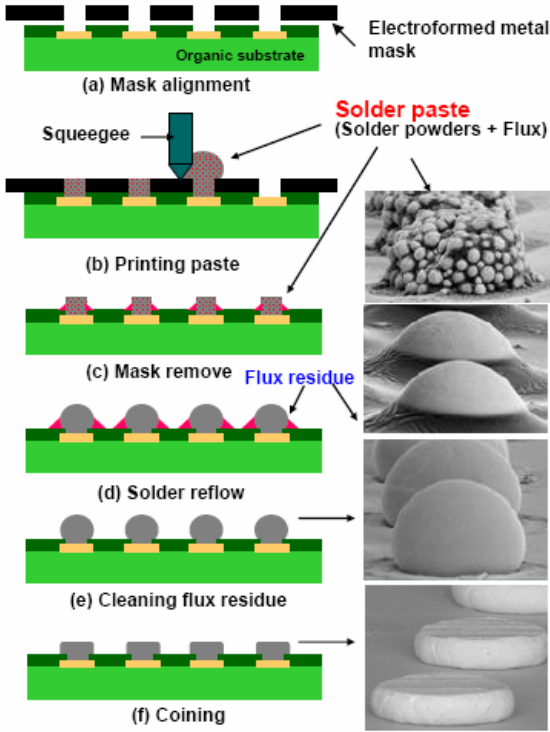 Electroformed metal
mask
Organic substrate
(a) Mask alignment
Solder paste
(Solder powders + Flux)
Squeegee
(b) Printing paste
(c) Mask remove
Flux residue
(d) Solder reflow
(e) Cleaning flux residue
(f) Coining